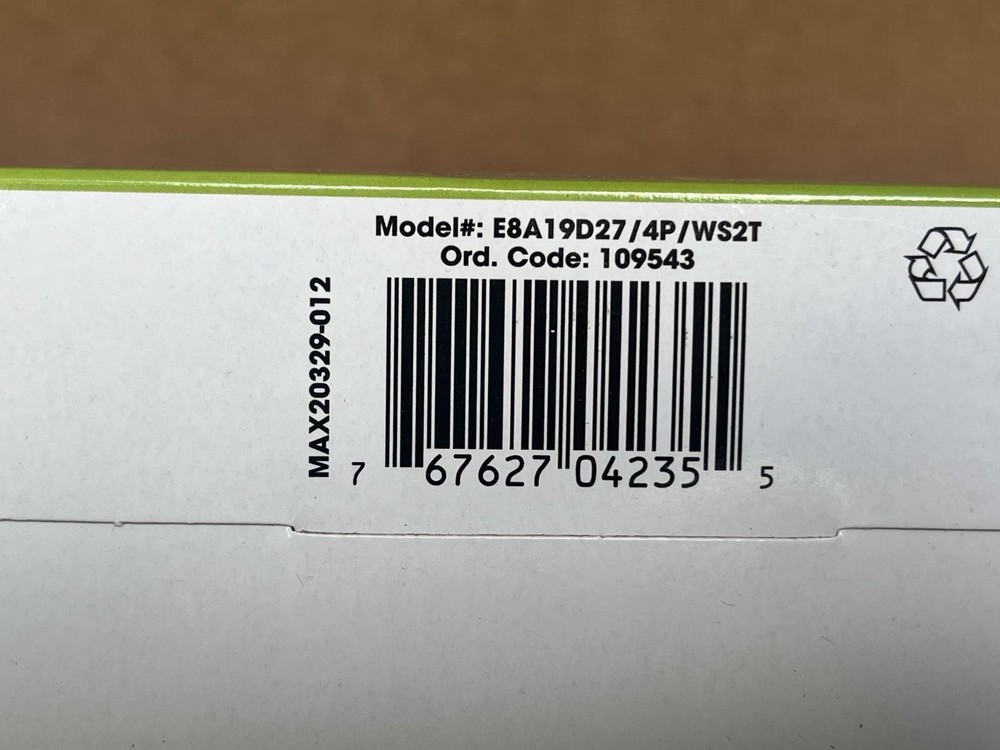 Model#: E8A19D27/4P/WS2T
Ord. Code: 109543
MAX20329-012
7 67627 04235 5